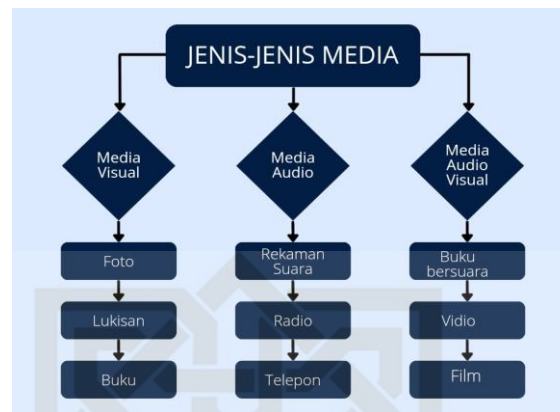 JENIS-JENIS MEDIA
Media
Visual
Media
Audio
Media
Audio
Visual
Foto
Rekaman
Suara
Buku
bersuara
Lukisan
Radio
Vidio
Buku
Telepon
Film